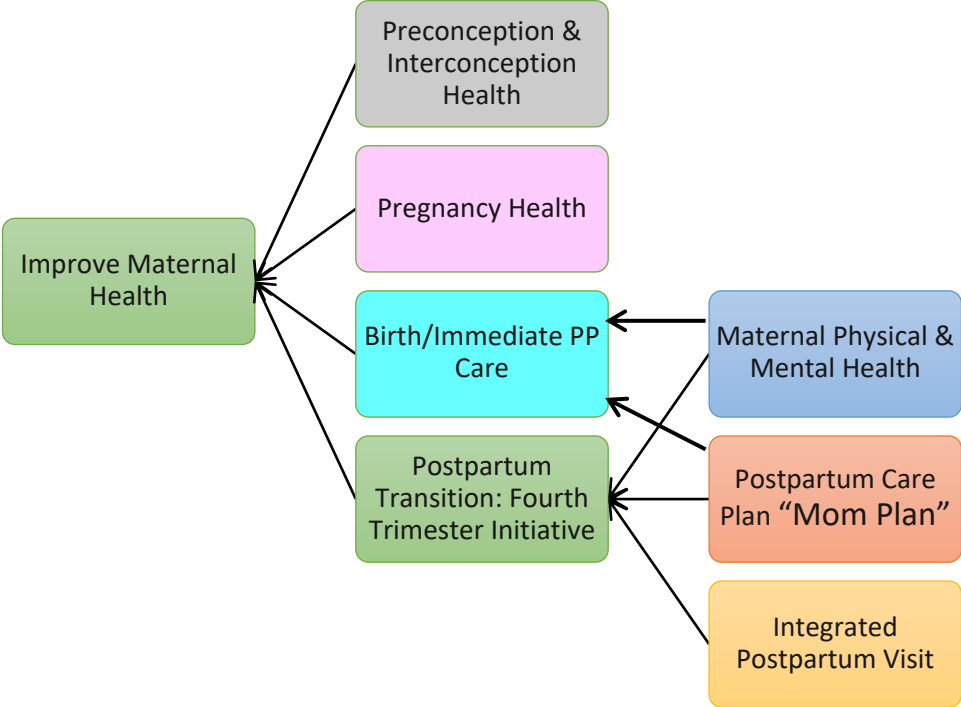 Preconception &
Interconception
Health
Pregnancy Health
Improve Maternal
Health
Birth/Immediate PP
Care
Maternal Physical &
Mental Health
Postpartum
Transition: Fourth
Trimester Initiative
Postpartum Care
Plan “Mom Plan”
Integrated
Postpartum Visit